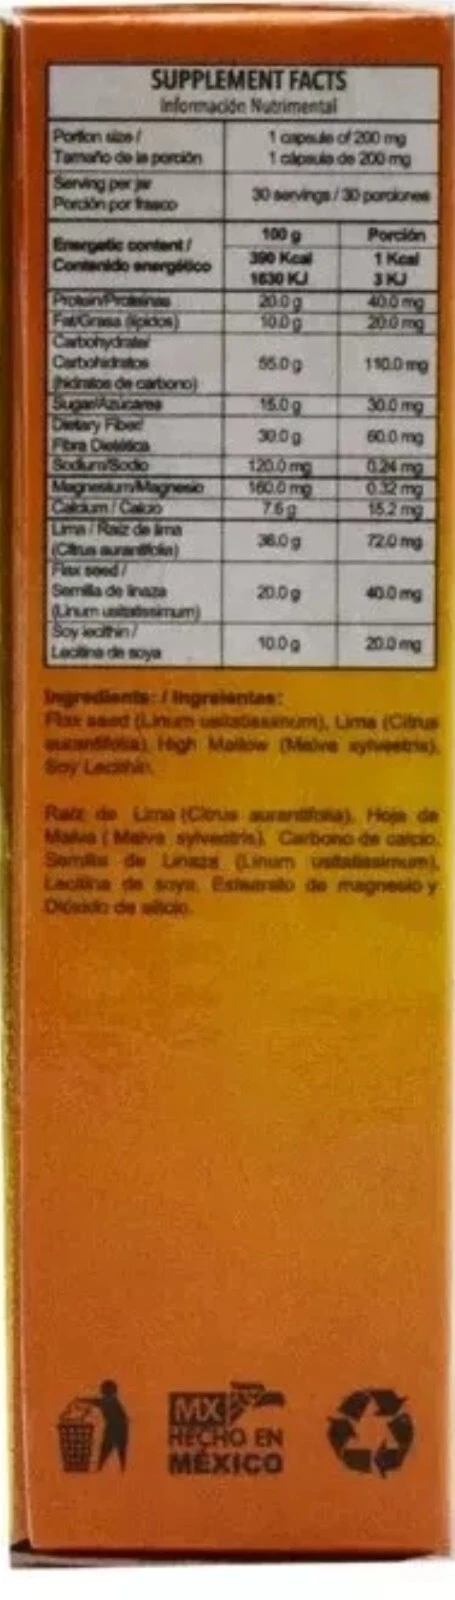 SUPPLEMENT FACTS
Información Nutrimental
Portion size / 1 capsule of 200 mg
Tamaño de la porción 1 cápsula de 200 mg
Serving per jar
Porción por frasco 30 servings / 30 porciones
100 g Porción
Energetic content / 390 Kcal 1 Kcal
Contenido energético 1630 KJ 3 KJ
Protein/Proteínas 20.0 g 40.0 mg
Fat/Grasa (lípidos) 10.0 g 20.0 mg
Carbohydrate/
Carbohidratos 55.0 g 110.0 mg
(hidratos de carbono)
Sugar/Azúcares 15.0 g 30.0 mg
Dietary Fiber/
Fibra Dietética 30.0 g 60.0 mg
Sodium/Sodio 120.0 mg 0.24 mg
Magnesium/Magnesio 160.0 mg 0.32 mg
Calcium / Calcio 7.6 g 15.2 mg
Lima / Raíz de lima
(Citrus aurantifolia) 36.0 g 72.0 mg
Flax seed /
Semilla de linaza 20.0 g 40.0 mg
(Linum usitatissimum)
Soy lecithin /
Lecitina de soya 10.0 g 20.0 mg
Ingredients: /
Flax seed (Linum usitatissimum), Lima (Citrus
aurantifolia), High Mallow (Malva sylvestris),
Soy Lecithin.
Raíz de Lima (Citrus aurantifolia), Hoja de
Malva ( Malva sylvestris), Carbono de calcio,
Semilla de Linaza (Linum usitatissimum),
Lecitina de soya, de magnesio y
Dióxido de silicio.
MX
HECHO EN
MÉXICO